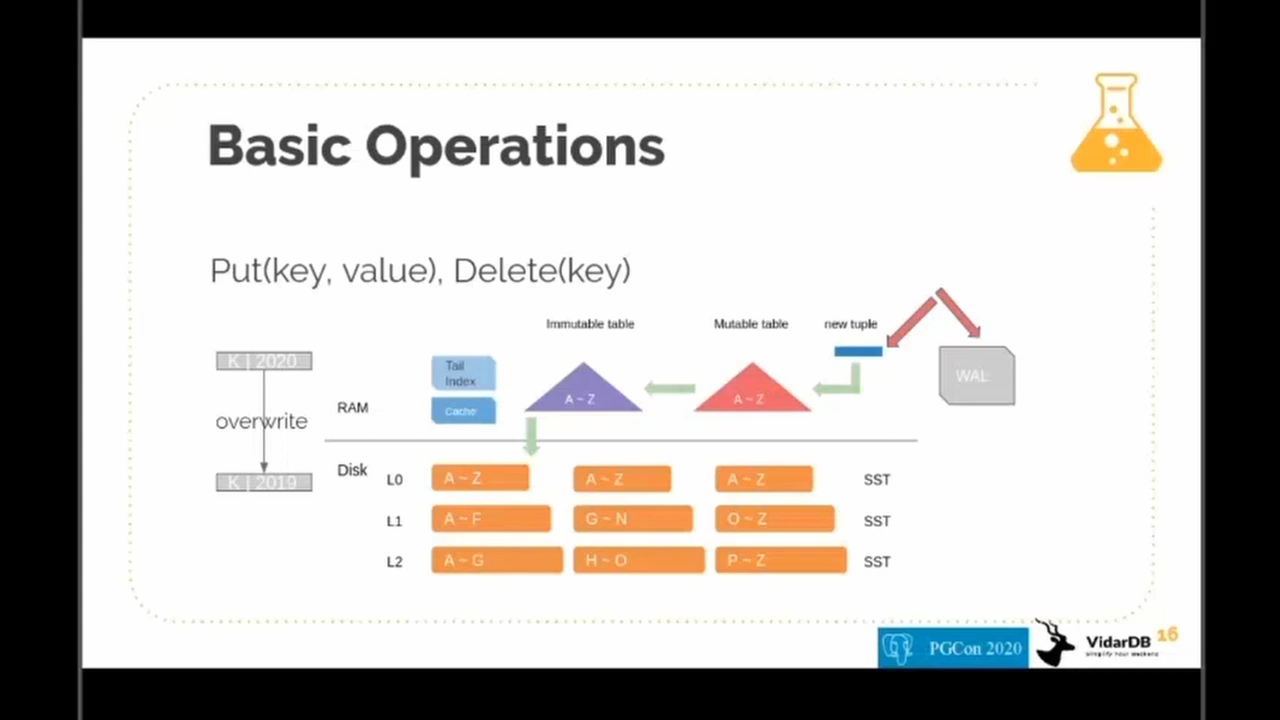 Basic Operations
Put(key, value), Delete(key)
Immutable table
Mutable table
new tuple
K | 2020
overwrite
K | 2019
RAM
Tail
Index
Cache
A ~ Z
A ~ Z
WAL
Disk
L0
A ~ Z
A ~ Z
A ~ Z
SST
L1
A ~ F
G ~ N
O ~ Z
SST
L2
A ~ G
H ~ O
P ~ Z
SST
PGCon 2020
VidarDB
16